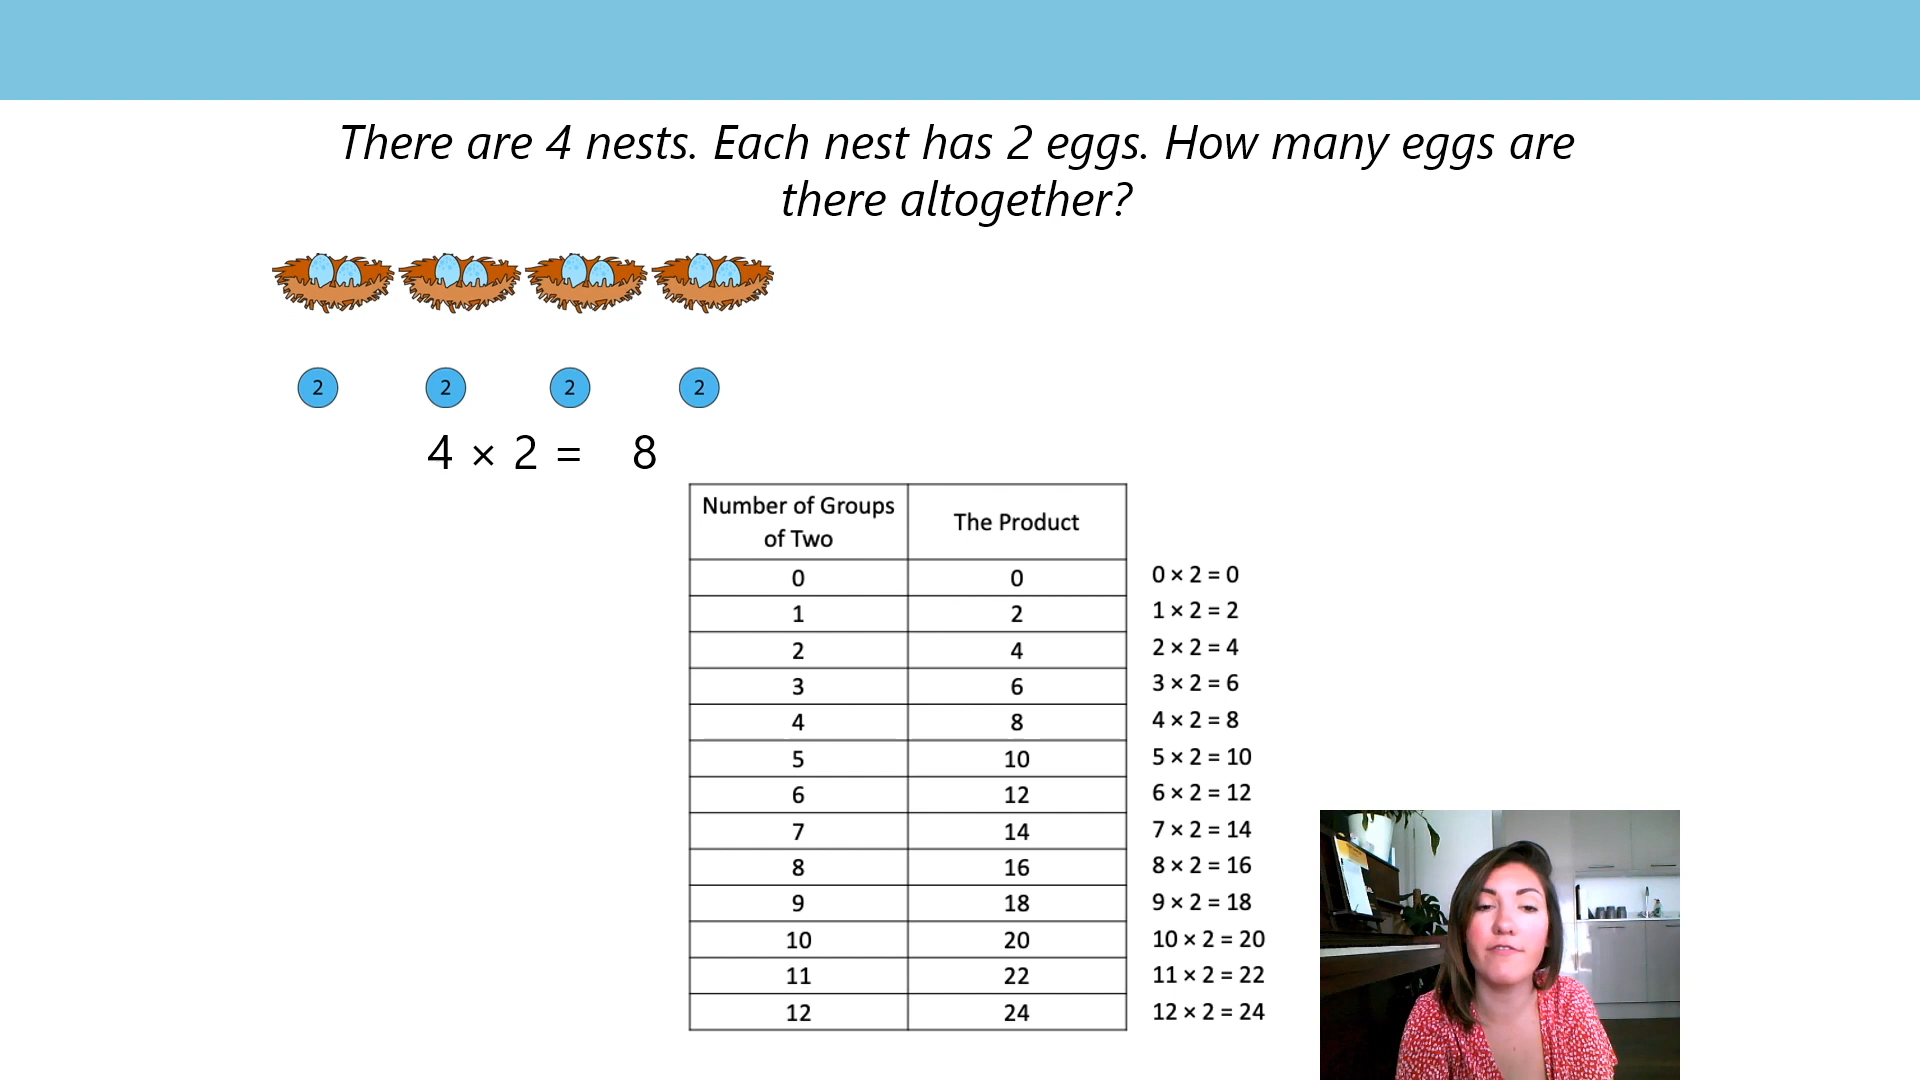 There are 4 nests. Each nest has 2 eggs. How many eggs are
there altogether?
2 2 2 2
4 × 2 = 8
Number of Groups
of Two
The Product
0 0 0 × 2 = 0
1 2 1 × 2 = 2
2 4 2 × 2 = 4
3 6 3 × 2 = 6
4 8 4 × 2 = 8
5 10 5 × 2 = 10
6 12 6 × 2 = 12
7 14 7 × 2 = 14
8 16 8 × 2 = 16
9 18 9 × 2 = 18
10 20 10 × 2 = 20
11 22 11 × 2 = 22
12 24 12 × 2 = 24